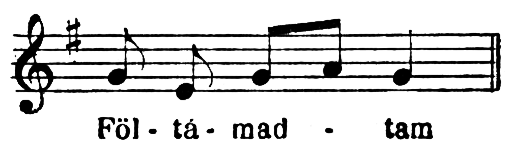 Föl - tá - mad - tam